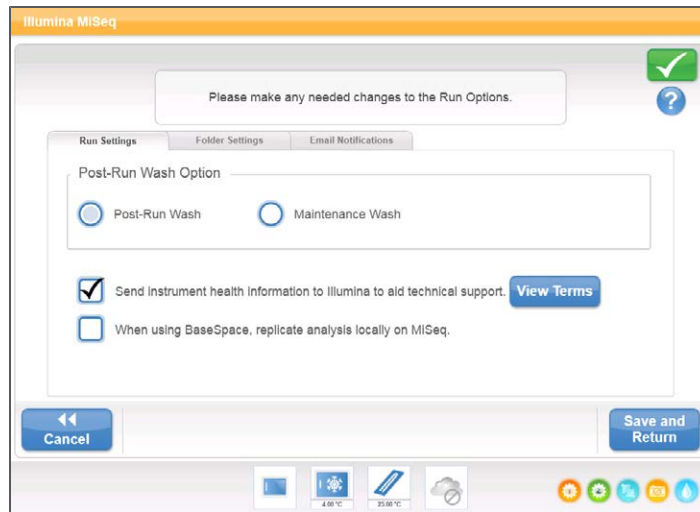 Illumina MiSeq
Please make any needed changes to the Run Options.
Run Settings
Folder Settings
Email Notifications
Post-Run Wash Option
Post-Run Wash
Maintenance Wash
Send instrument health information to Illumina to aid technical support.
View Terms
When using BaseSpace, replicate analysis locally on MiSeq.
Cancel
Save and
Return
4.00 °C
25.00 °C